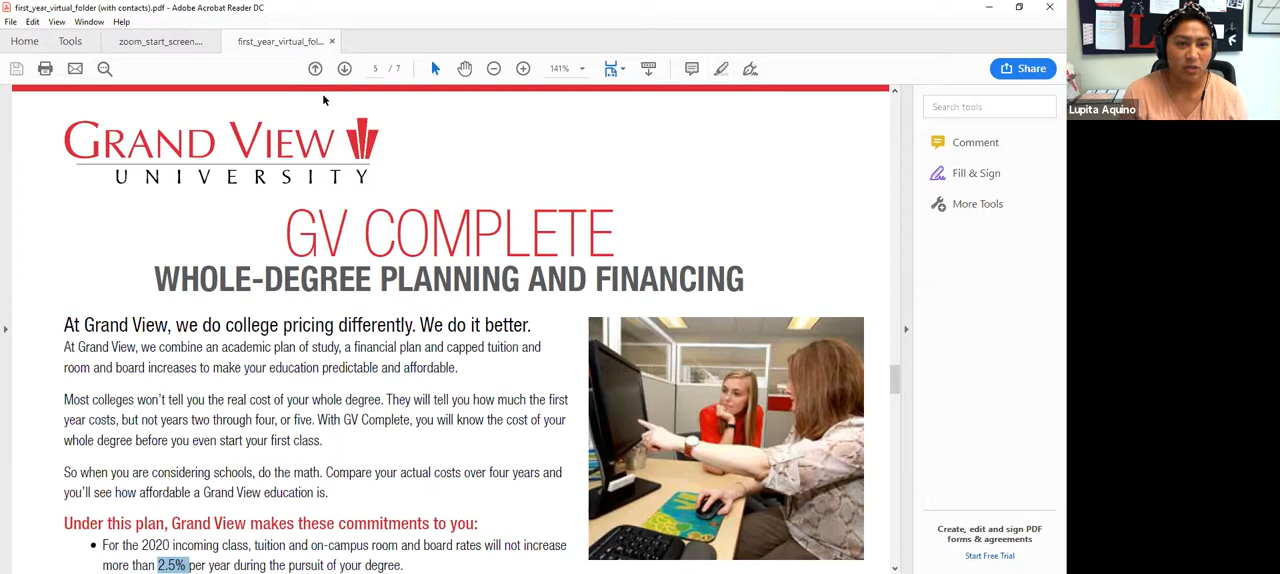 first_year_virtual_folder (with contacts).pdf - Adobe Acrobat Reader DC
File Edit View Window Help
Home Tools zoom_start_screen.... first_year_virtual_fol... ×
5 / 7 141% Share
Search tools
Comment
Fill & Sign
More Tools
Lupita Aquino
GRAND VIEW
UNIVERSITY
GV COMPLETE
WHOLE-DEGREE PLANNING AND FINANCING
At Grand View, we do college pricing differently. We do it better.
At Grand View, we combine an academic plan of study, a financial plan and capped tuition and
room and board increases to make your education predictable and affordable.
Most colleges won't tell you the real cost of your whole degree. They will tell you how much the first
year costs, but not years two through four, or five. With GV Complete, you will know the cost of your
whole degree before you even start your first class.
So when you are considering schools, do the math. Compare your actual costs over four years and
you'll see how affordable a Grand View education is.
Under this plan, Grand View makes these commitments to you:
• For the 2020 incoming class, tuition and on-campus room and board rates will not increase
more than 2.5% per year during the pursuit of your degree.
Create, edit and sign PDF
forms & agreements
Start Free Trial